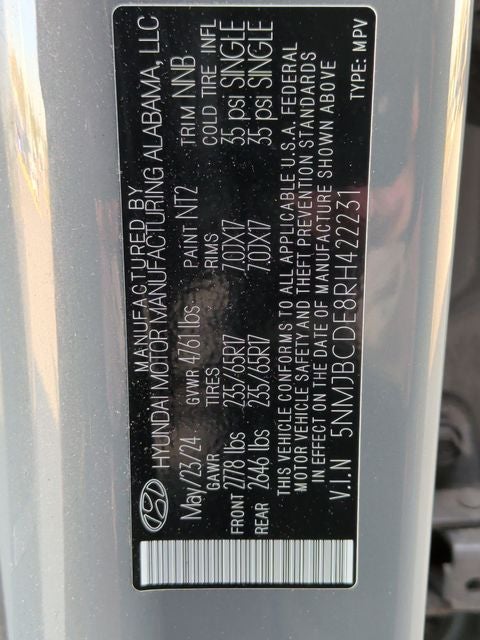 MANUFACTURED BY
HYUNDAI MOTOR MANUFACTURING ALABAMA, LLC
May/23/24 GVWR 4761 lbs PAINT NT2 TRIM NNB
GAWR TIRES RIMS COLD TIRE INFL
FRONT 2778 lbs 235/65R17 7.0JX17 35 psi SINGLE
REAR 2646 lbs 235/65R17 7.0JX17 35 psi SINGLE
THIS VEHICLE CONFORMS TO ALL APPLICABLE U.S.A. FEDERAL
MOTOR VEHICLE SAFETY AND THEFT PREVENTION STANDARDS
IN EFFECT ON THE DATE OF MANUFACTURE SHOWN ABOVE
V.I.N 5NMJBCDE8RH422231 TYPE: MPV